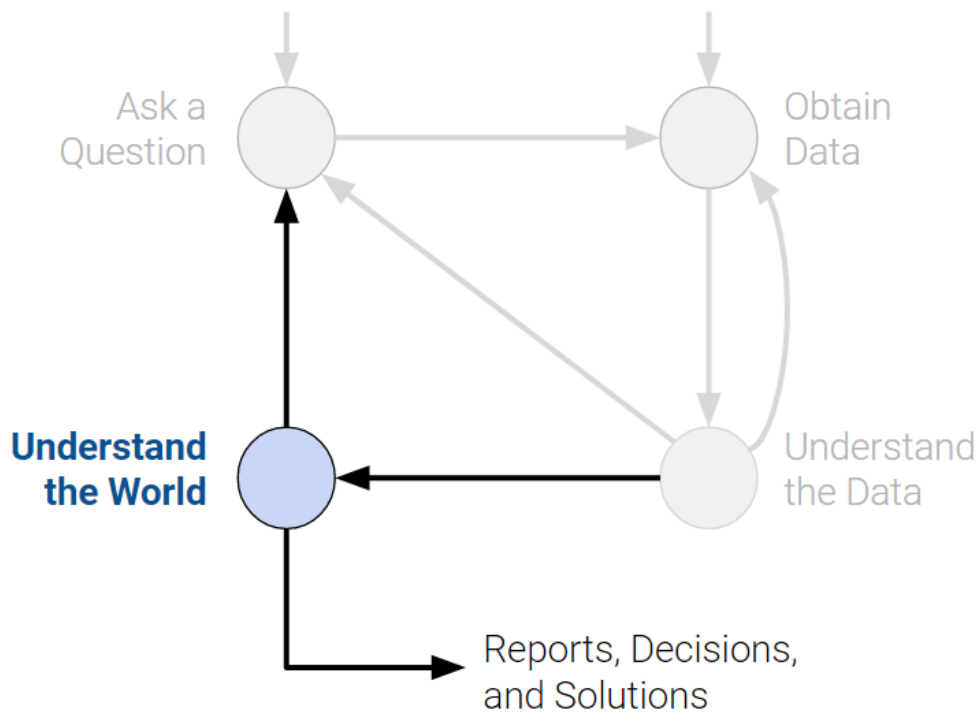 Ask a
Question
Obtain
Data
Understand
the World
Understand
the Data
Reports, Decisions,
and Solutions